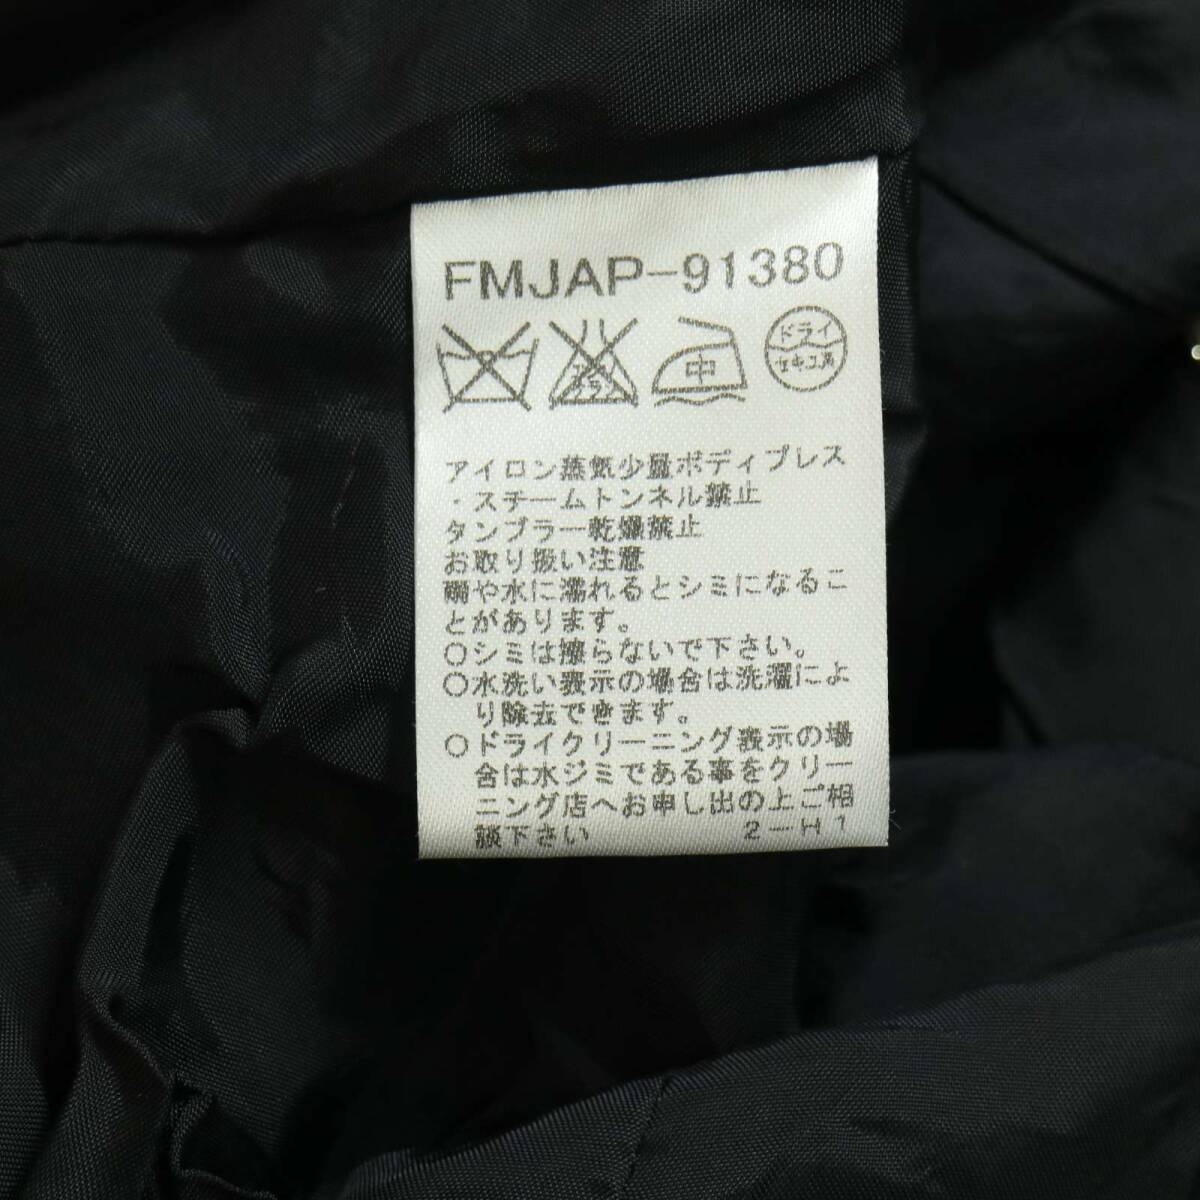 FMJAP-91380
エンソ
サラシ
中
ドライ
セキユ系
アイロン蒸気少量ボディプレス
・スチームトンネル禁止
タンブラー乾燥禁止
お取り扱い注意
雨や水に濡れるとシミになるこ
とがあります。
○シミは擦らないで下さい。
○水洗い表示の場合は洗濯によ
り除去できます。
○ドライクリーニング表示の場
合は水ジミである事をクリー
ニング店へお申し出の上ご相
談下さい 2-H1